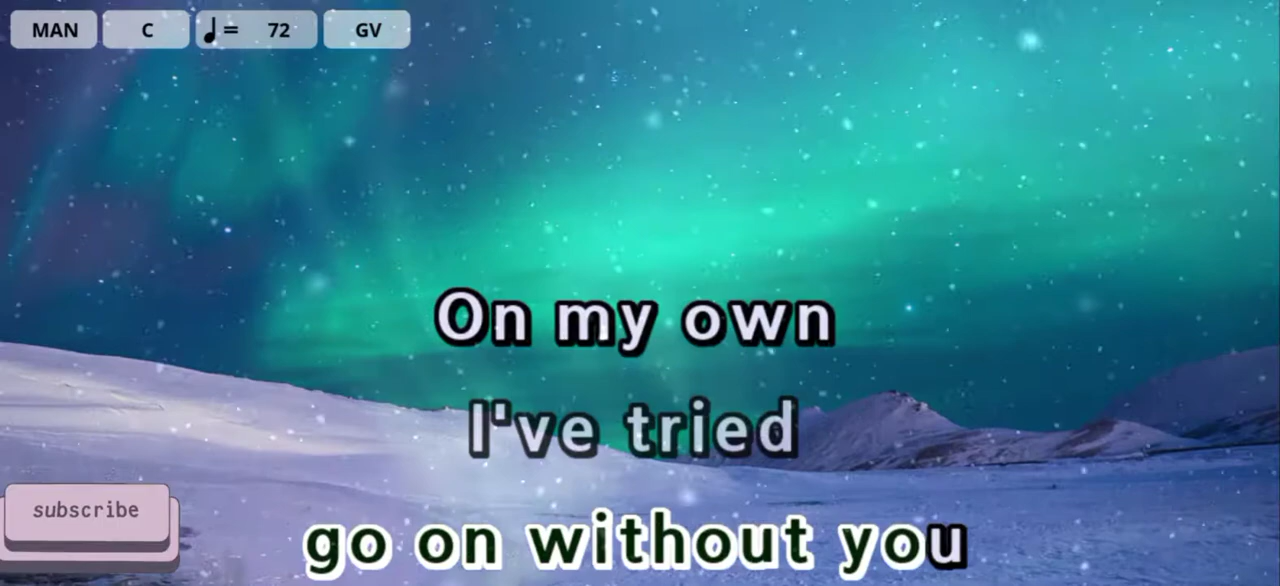 MAN C ♩= 72 GV
On my own
I've tried
go on without you
subscribe